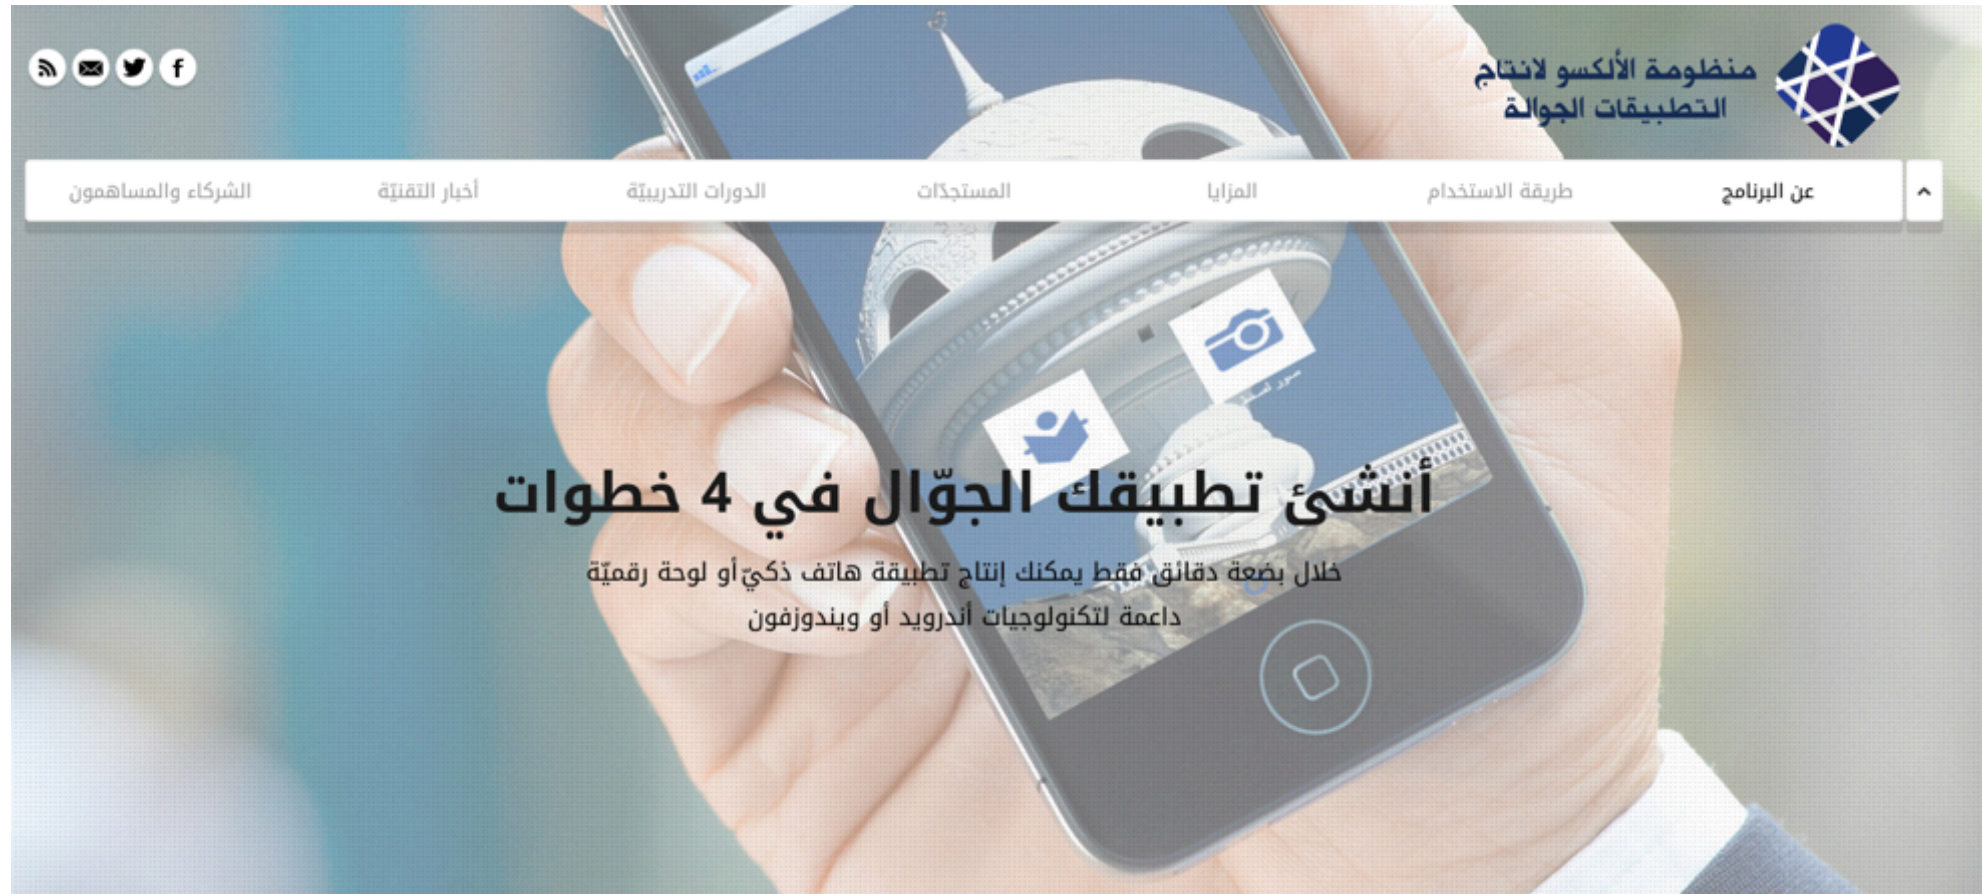 منظومة الألكسو لانتاج
التطبيقات الجوالة
عن البرنامج
طريقة الاستخدام
المزايا
المستجدّات
الدورات التدريبيّة
أخبار التقنيّة
الشركاء والمساهمون
أنشئ تطبيقك الجوّال في 4 خطوات
خلال بضعة دقائق فقط يمكنك إنتاج تطبيقة هاتف ذكيّ أو لوحة رقميّة
داعمة لتكنولوجيات أندرويد أو ويندوزفون